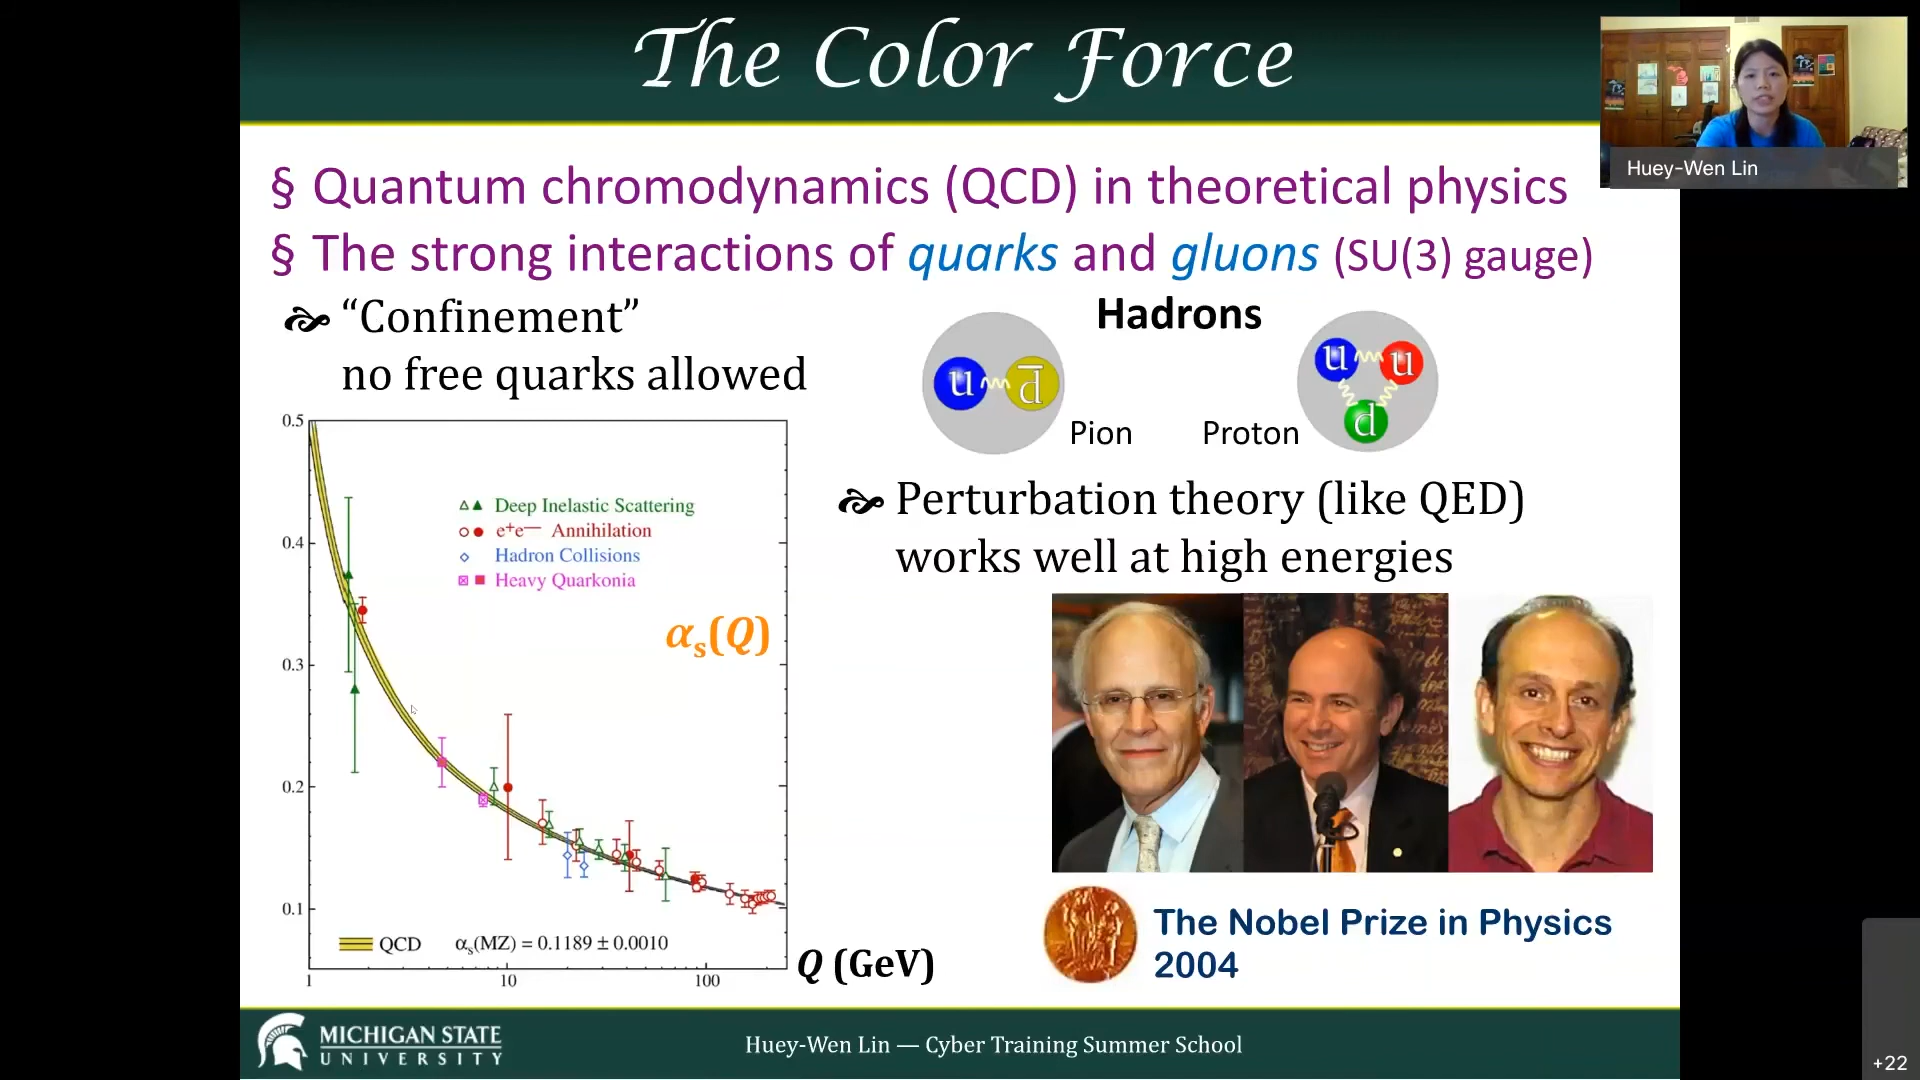 The Color Force
Huey-Wen Lin
§ Quantum chromodynamics (QCD) in theoretical physics
§ The strong interactions of quarks and gluons (SU(3) gauge)
“Confinement”
no free quarks allowed
Hadrons
u d̅
Pion
Proton
u u
d
Perturbation theory (like QED)
works well at high energies
0.5
0.4
0.3
0.2
0.1
Deep Inelastic Scattering
e⁺e⁻ Annihilation
Hadron Collisions
Heavy Quarkonia
αs(Q)
QCD αs(MZ) = 0.1189 ± 0.0010
1 10 100
Q (GeV)
The Nobel Prize in Physics
2004
MICHIGAN STATE
UNIVERSITY
Huey-Wen Lin — Cyber Training Summer School
+22